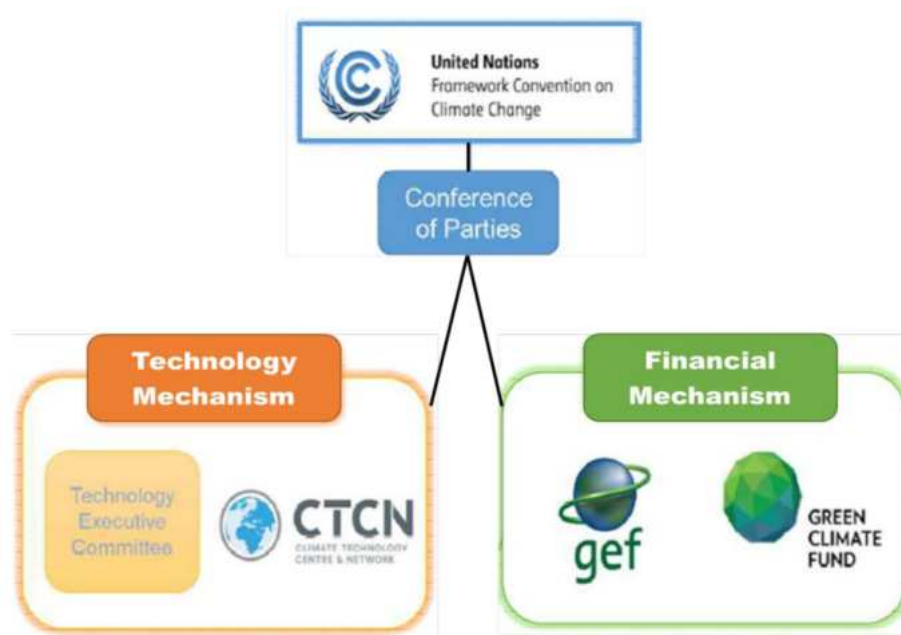 United Nations
Framework Convention on
Climate Change
Conference
of Parties
Technology
Mechanism
Technology
Executive
Committee
CTCN
CLIMATE TECHNOLOGY
CENTRE & NETWORK
Financial
Mechanism
gef
GREEN
CLIMATE
FUND